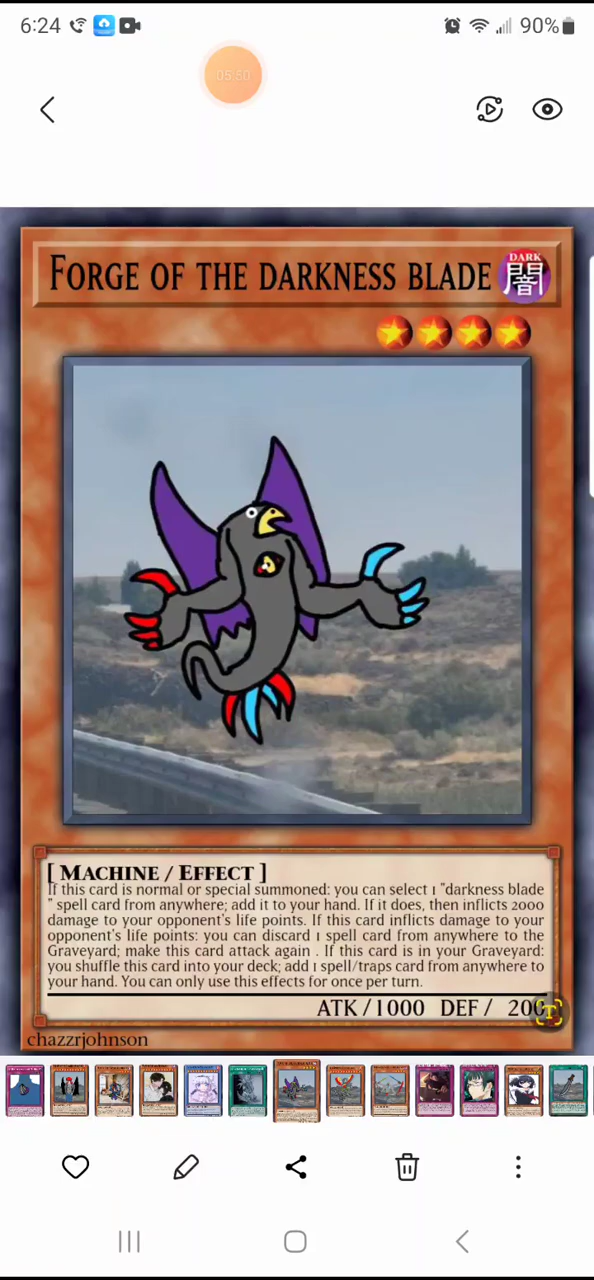 6:24
90%
05:50
FORGE OF THE DARKNESS BLADE
DARK
闇
[ MACHINE / EFFECT ]
If this card is normal or special summoned: you can select 1 "darkness blade
" spell card from anywhere; add it to your hand. If it does, then inflicts 2000
damage to your opponent's life points. If this card inflicts damage to your
opponent's life points: you can discard 1 spell card from anywhere to the
Graveyard; make this card attack again . If this card is in your Graveyard:
you shuffle this card into your deck; add 1 spell/traps card from anywhere to
your hand. You can only use this effects for once per turn.
ATK / 1000 DEF / 200
chazzrjohnson